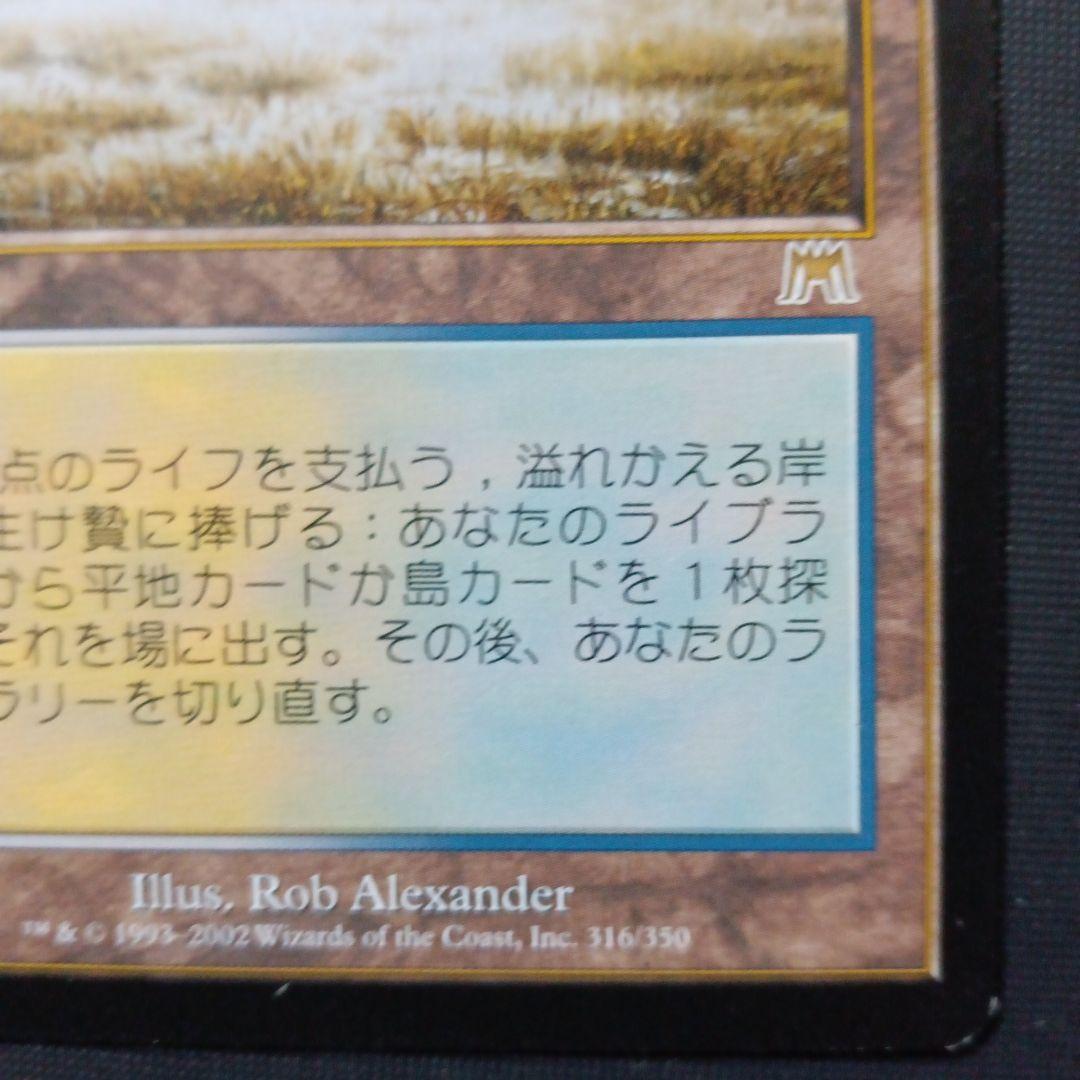 点のライフを支払う，溢れかえる岸
生け贄に捧げる：あなたのライブラ
から平地カードか島カードを１枚探
それを場に出す。その後、あなたのラ
ラリーを切り直す。
Illus. Rob Alexander
™ & © 1993-2002 Wizards of the Coast, Inc. 316/350